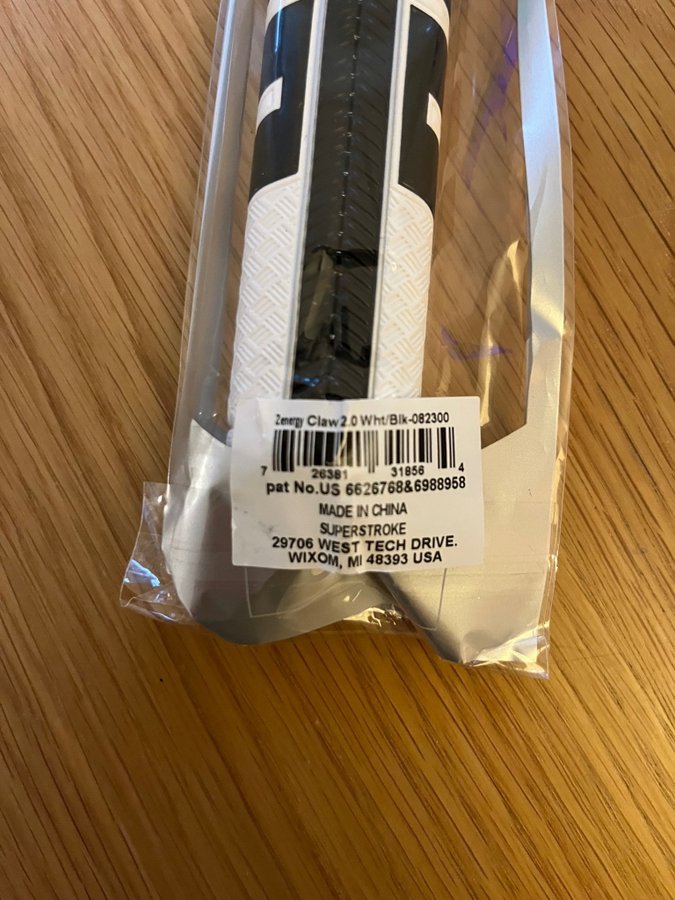 Zenergy Claw 2.0 Wht/Blk-082300
7 26381 31856 4
pat No.US 6626768&6988958
MADE IN CHINA
SUPERSTROKE
29706 WEST TECH DRIVE.
WIXOM, MI 48393 USA